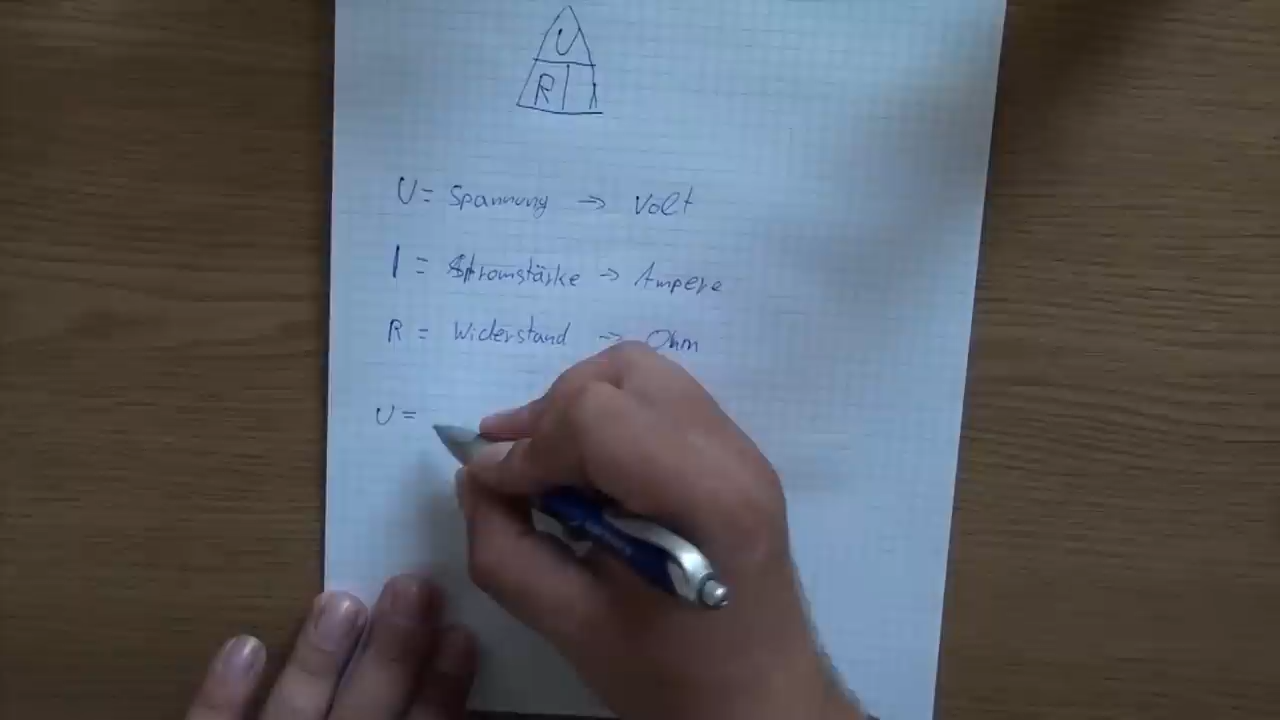 U
R I
U = Spannung → Volt
I = Stromstärke → Ampere
R = Widerstand → Ohm
U =